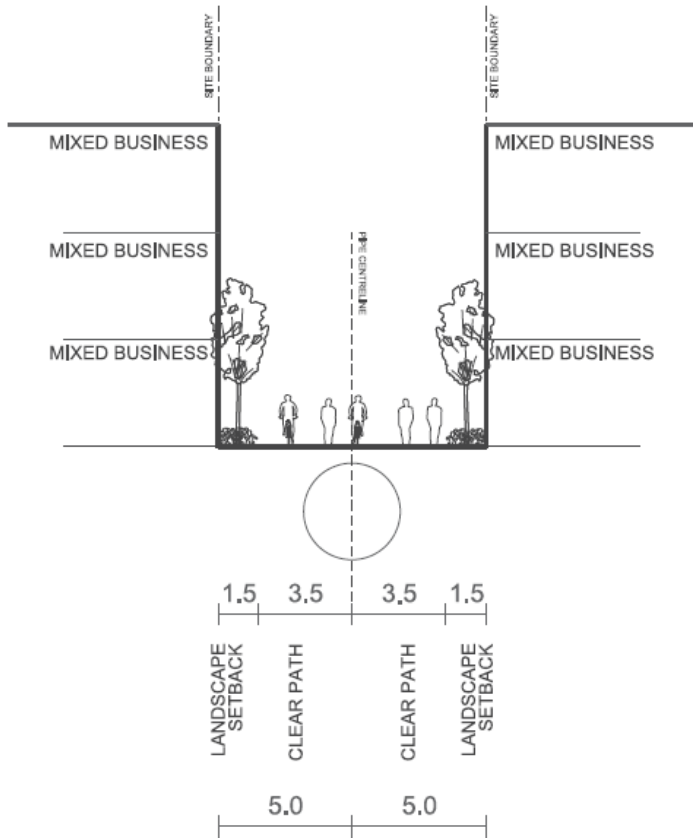 SITE BOUNDARY
SITE BOUNDARY
MIXED BUSINESS
MIXED BUSINESS
MIXED BUSINESS
MIXED BUSINESS
PIPE CENTRELINE
MIXED BUSINESS
MIXED BUSINESS
1.5
3.5
3.5
1.5
LANDSCAPE
SETBACK
CLEAR PATH
CLEAR PATH
LANDSCAPE
SETBACK
5.0
5.0